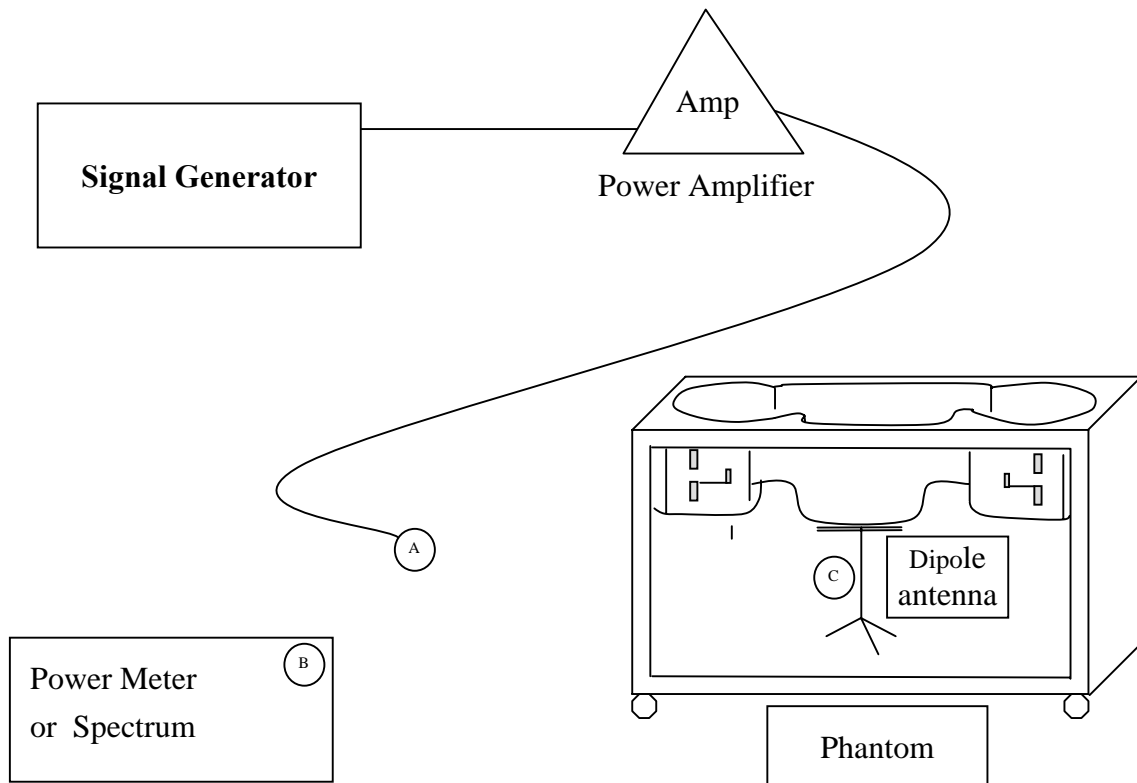 Amp
Signal Generator
Power Amplifier
A
Dipole
antenna
C
B
Power Meter
or Spectrum
Phantom